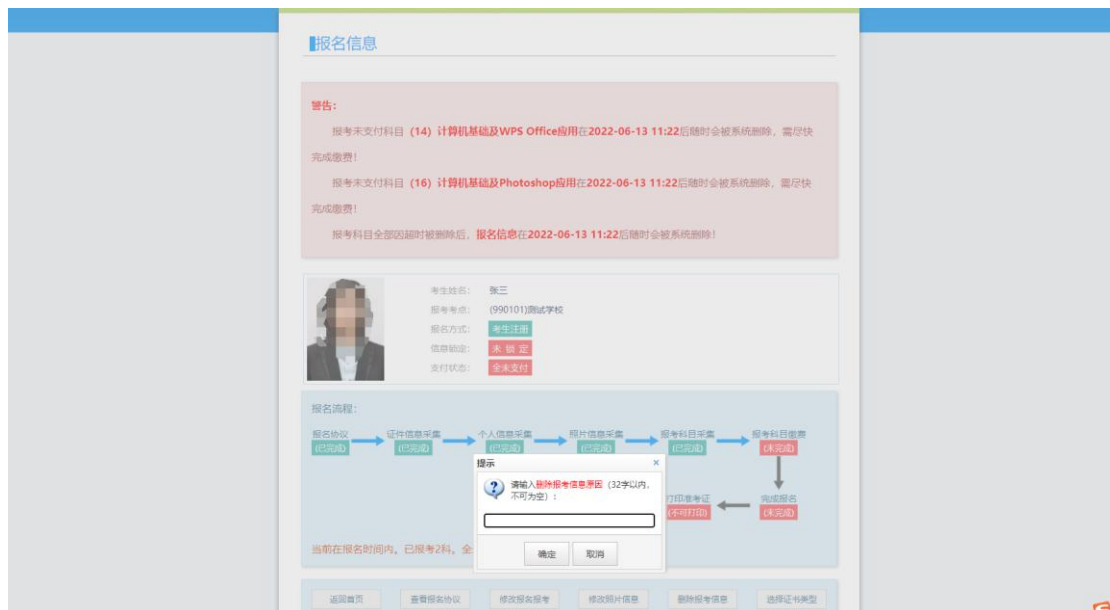 报名信息
警告:
报考未支付科目 (14) 计算机基础及WPS Office应用在2022-06-13 11:22后随时会被系统删除,需尽快
完成缴费!
报考未支付科目 (16) 计算机基础及Photoshop应用在2022-06-13 11:22后随时会被系统删除,需尽快
完成缴费!
报考科目全部因超时被删除后,报名信息在2022-06-13 11:22后随时会被系统删除!
考生姓名: 张三
报考考点: (990101)测试学校
报名方式: 考生注册
信息锁定: 未 锁 定
支付状态: 全未支付
报名流程:
报名协议 证件信息采集 个人信息采集 照片信息采集 报考科目采集 报考科目缴费
(已完成) (已完成) (已完成) (已完成) (已完成) (未完成)
提示 ×
请输入删除报考信息原因(32字以内,
不可为空):
确定 取消
打印准考证 完成报名
(不可打印) (未完成)
当前在报名时间内,已报考2科,全
返回首页 查看报名协议 修改报名报考 修改照片信息 删除报考信息 选择证书类型